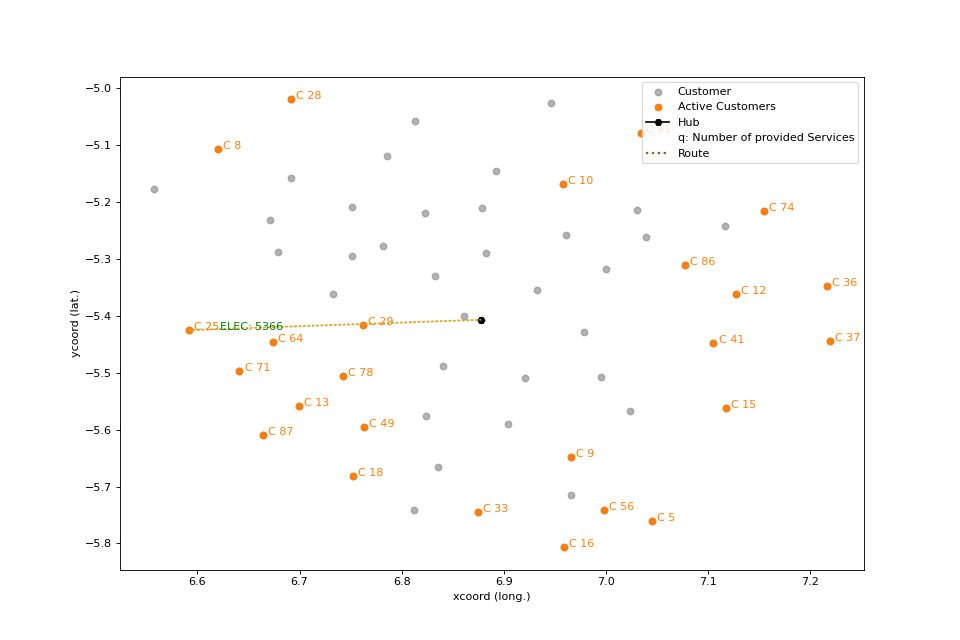 Customer
Active Customers
Hub
q: Number of provided Services
Route
C 28
C 8
C 10
C 74
C 86
C 36
C 12
C 25
ELEC: 5366
C 29
C 64
C 41
C 37
C 71
C 78
C 13
C 15
C 49
C 87
C 9
C 18
C 33
C 56
C 5
C 16
−5.0
−5.1
−5.2
−5.3
−5.4
−5.5
−5.6
−5.7
−5.8
ycoord (lat.)
6.6 6.7 6.8 6.9 7.0 7.1 7.2
xcoord (long.)